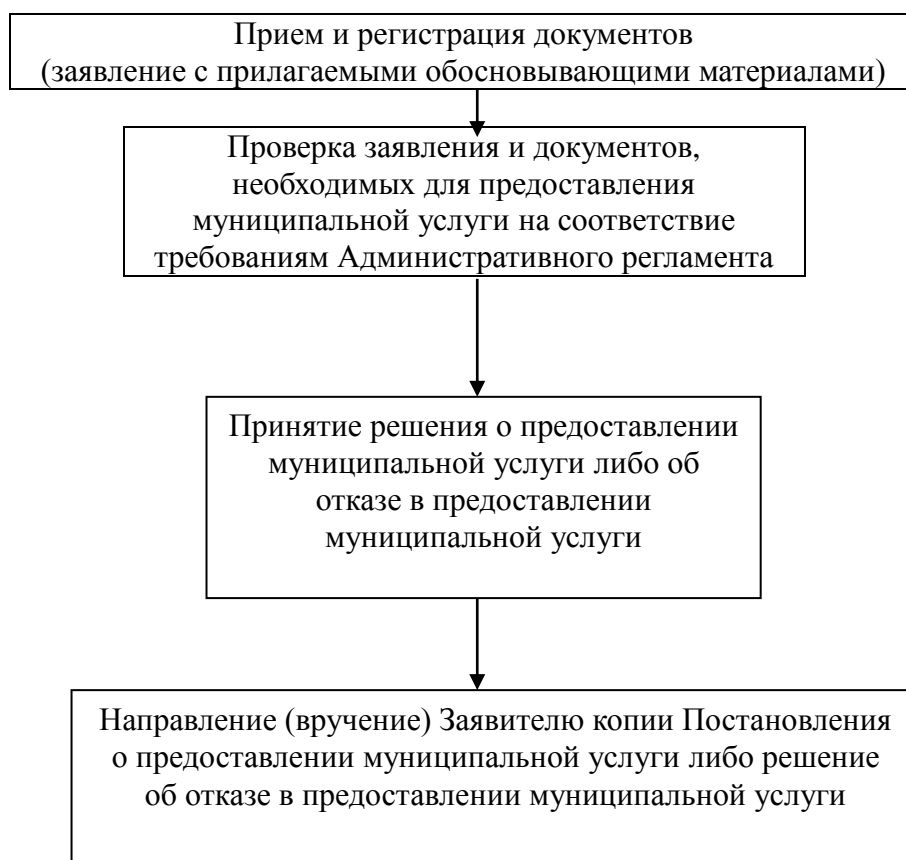 Прием и регистрация документов
(заявление с прилагаемыми обосновывающими материалами)
Проверка заявления и документов,
необходимых для предоставления
муниципальной услуги на соответствие
требованиям Административного регламента
Принятие решения о предоставлении
муниципальной услуги либо об
отказе в предоставлении
муниципальной услуги
Направление (вручение) Заявителю копии Постановления
о предоставлении муниципальной услуги либо решение
об отказе в предоставлении муниципальной услуги